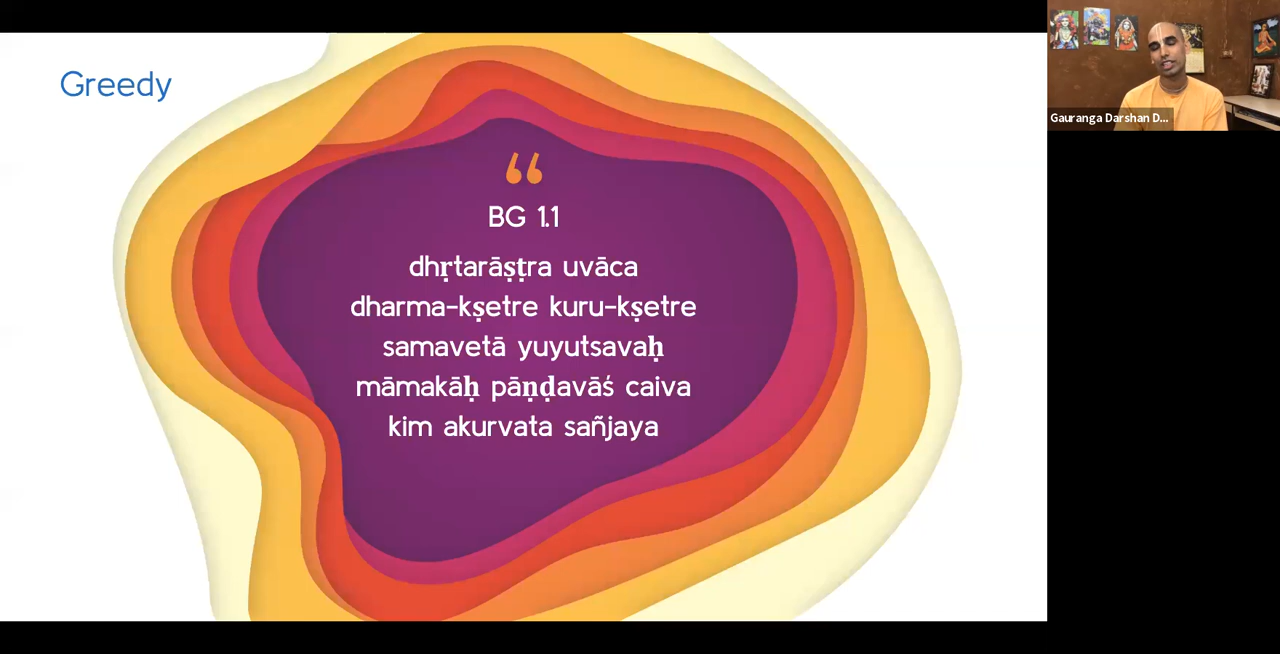 Greedy
“
BG 1.1
dhṛtarāṣṭra uvāca
dharma-kṣetre kuru-kṣetre
samavetā yuyutsavaḥ
māmakāḥ pāṇḍavāś caiva
kim akurvata sañjaya
Gauranga Darshan D...